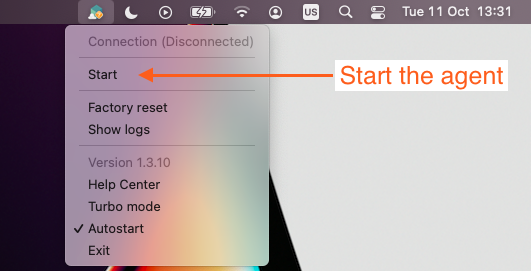 US
Tue 11 Oct 13:31
Connection (Disconnected)
Start
Start the agent
Factory reset
Show logs
Version 1.3.10
Help Center
Turbo mode
✓ Autostart
Exit